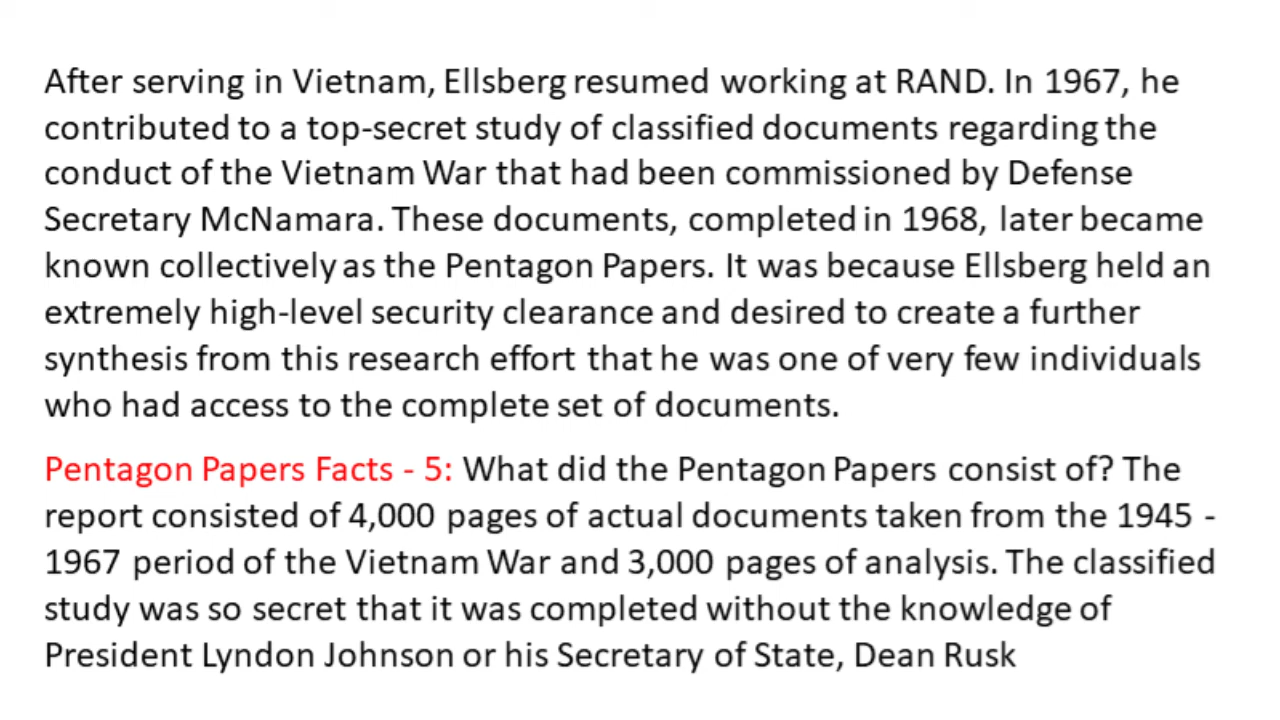 After serving in Vietnam, Ellsberg resumed working at RAND. In 1967, he
contributed to a top-secret study of classified documents regarding the
conduct of the Vietnam War that had been commissioned by Defense
Secretary McNamara. These documents, completed in 1968, later became
known collectively as the Pentagon Papers. It was because Ellsberg held an
extremely high-level security clearance and desired to create a further
synthesis from this research effort that he was one of very few individuals
who had access to the complete set of documents.
Pentagon Papers Facts - 5: What did the Pentagon Papers consist of? The
report consisted of 4,000 pages of actual documents taken from the 1945 -
1967 period of the Vietnam War and 3,000 pages of analysis. The classified
study was so secret that it was completed without the knowledge of
President Lyndon Johnson or his Secretary of State, Dean Rusk